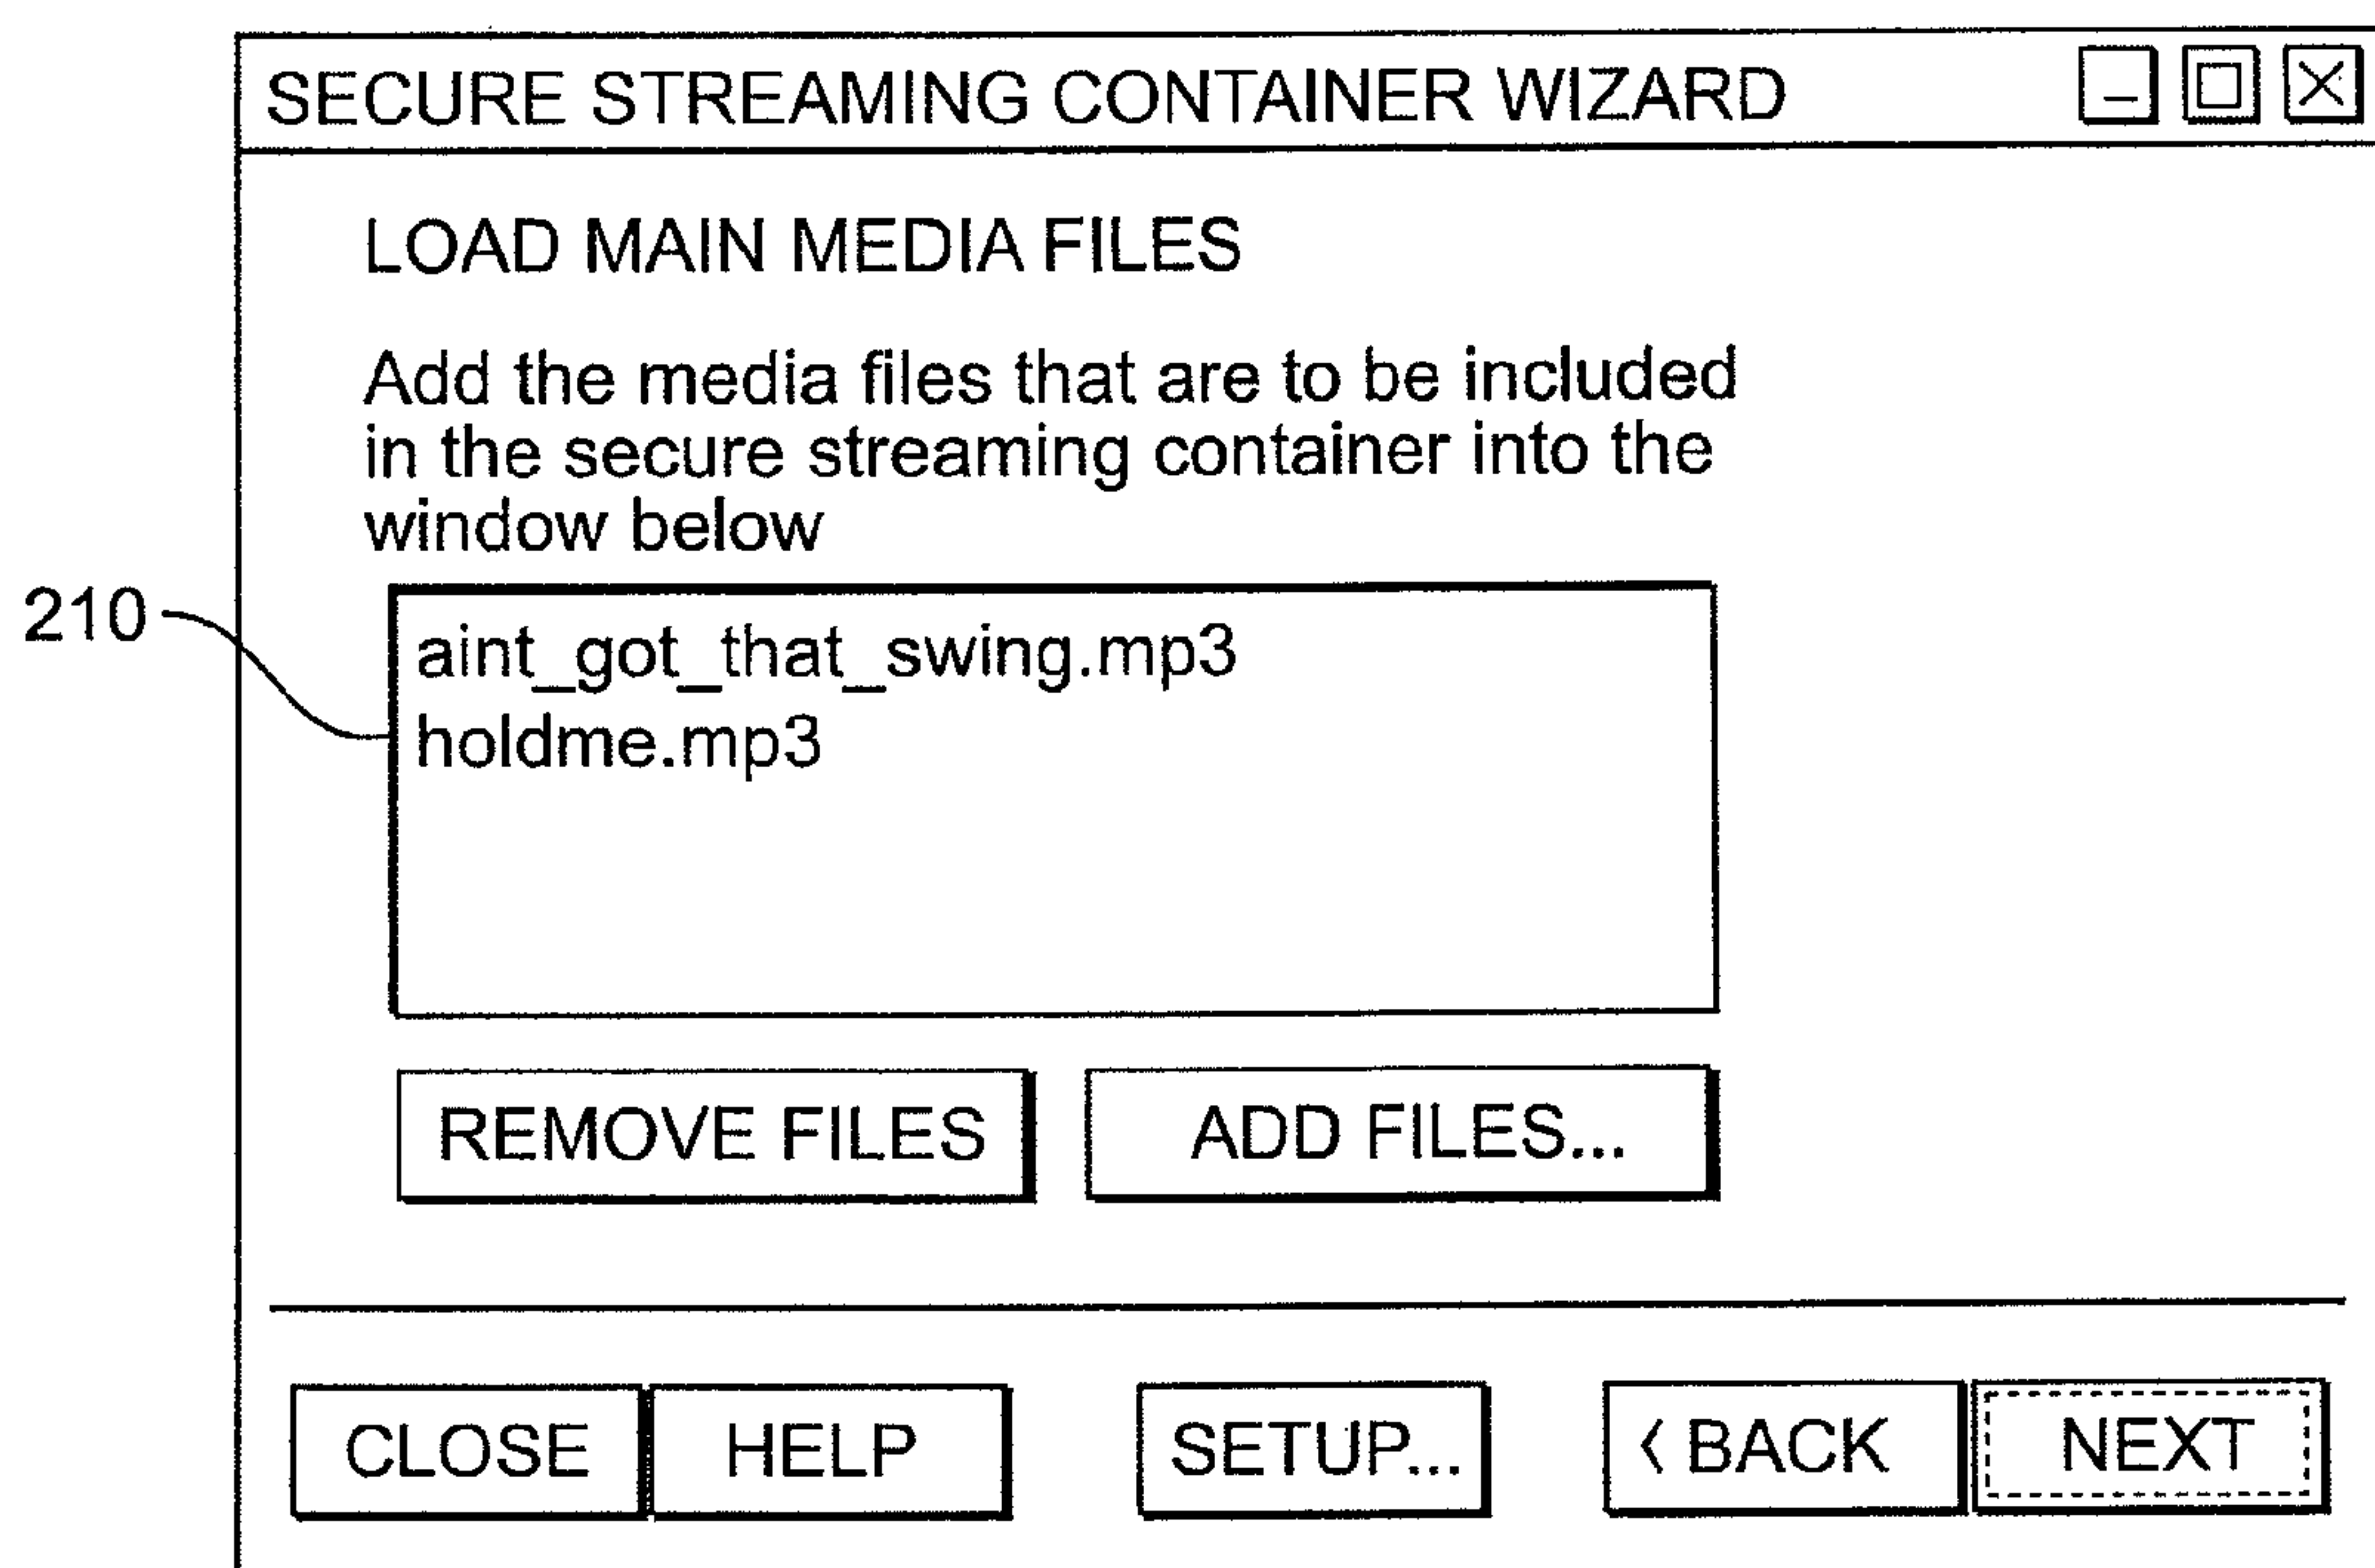 SECURE STREAMING CONTAINER WIZARD
LOAD MAIN MEDIA FILES
Add the media files that are to be included
in the secure streaming container into the
window below
210
aint_got_that_swing.mp3
holdme.mp3
REMOVE FILES
ADD FILES...
CLOSE
HELP
SETUP...
< BACK
NEXT